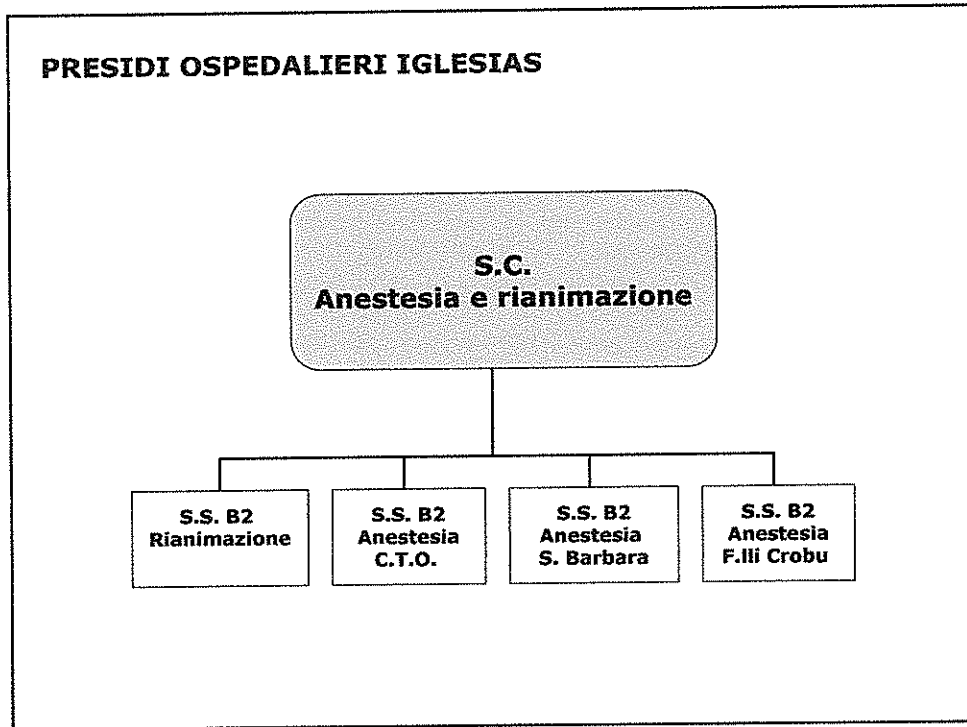 PRESIDI OSPEDALIERI IGLESIAS
S.C.
Anestesia e rianimazione
S.S. B2
Rianimazione
S.S. B2
Anestesia
C.T.O.
S.S. B2
Anestesia
S. Barbara
S.S. B2
Anestesia
F.lli Crobu